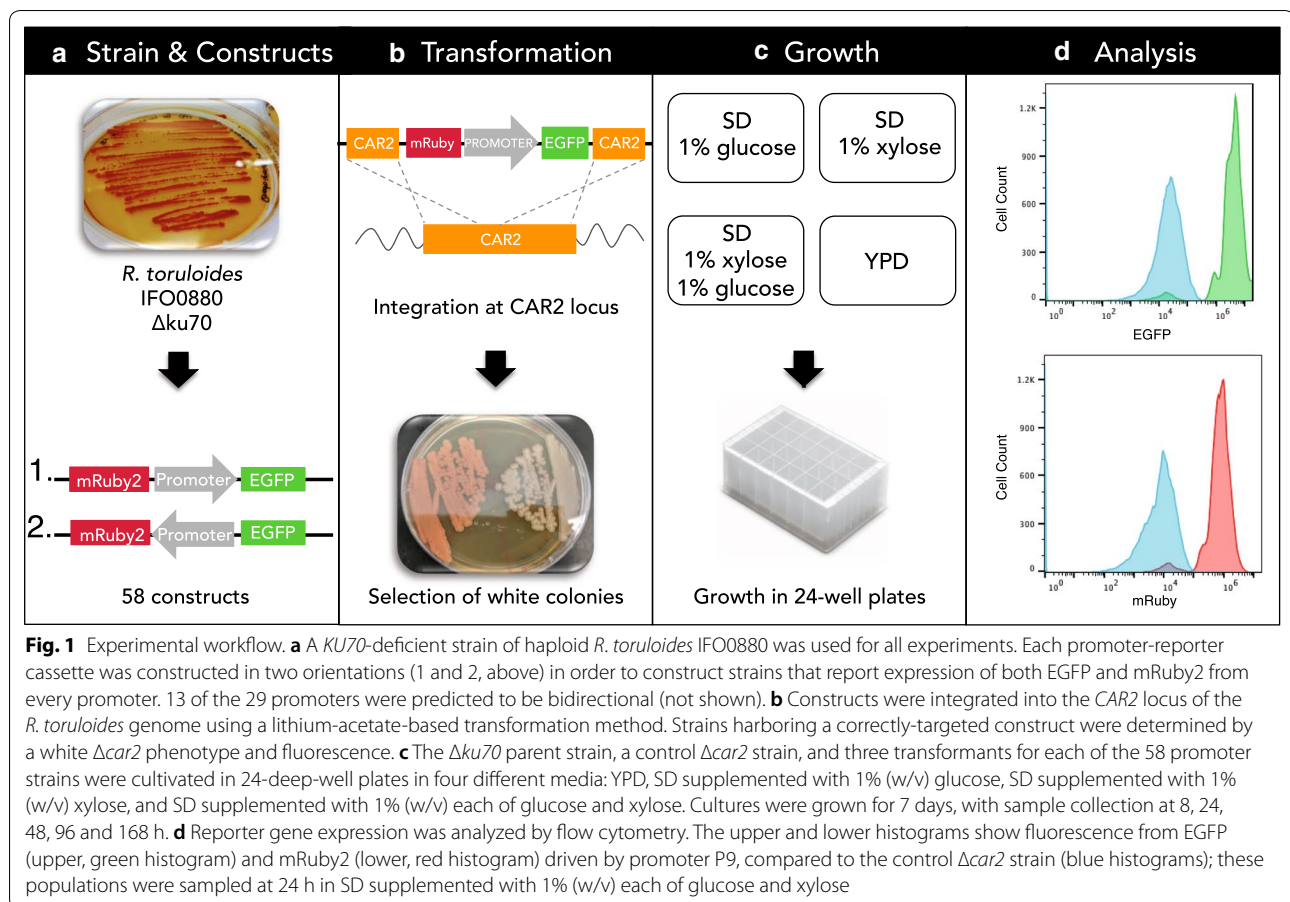 a Strain & Constructs
R. toruloides
IFO0880
Δku70
1. mRuby2 Promoter EGFP
2. mRuby2 Promoter EGFP
58 constructs
b Transformation
CAR2 mRuby PROMOTER EGFP CAR2
CAR2
Integration at CAR2 locus
Selection of white colonies
c Growth
SD
1% glucose
SD
1% xylose
SD
1% xylose
1% glucose
YPD
Growth in 24-well plates
d Analysis
Cell Count
1.2K
900
600
300
0
10^0 10^2 10^4 10^6
EGFP
Cell Count
1.2K
900
600
300
0
10^0 10^2 10^4 10^6
mRuby
Fig. 1 Experimental workflow. a A KU70-deficient strain of haploid R. toruloides IFO0880 was used for all experiments. Each promoter-reporter
cassette was constructed in two orientations (1 and 2, above) in order to construct strains that report expression of both EGFP and mRuby2 from
every promoter. 13 of the 29 promoters were predicted to be bidirectional (not shown). b Constructs were integrated into the CAR2 locus of the
R. toruloides genome using a lithium-acetate-based transformation method. Strains harboring a correctly-targeted construct were determined by
a white Δcar2 phenotype and fluorescence. c The Δku70 parent strain, a control Δcar2 strain, and three transformants for each of the 58 promoter
strains were cultivated in 24-deep-well plates in four different media: YPD, SD supplemented with 1% (w/v) glucose, SD supplemented with 1%
(w/v) xylose, and SD supplemented with 1% (w/v) each of glucose and xylose. Cultures were grown for 7 days, with sample collection at 8, 24,
48, 96 and 168 h. d Reporter gene expression was analyzed by flow cytometry. The upper and lower histograms show fluorescence from EGFP
(upper, green histogram) and mRuby2 (lower, red histogram) driven by promoter P9, compared to the control Δcar2 strain (blue histograms); these
populations were sampled at 24 h in SD supplemented with 1% (w/v) each of glucose and xylose